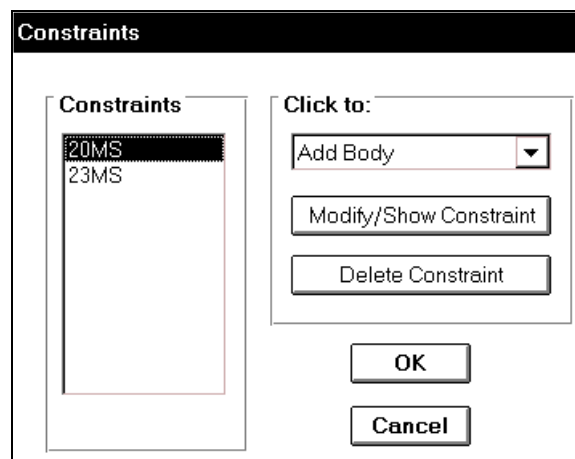 Constraints
Constraints
20MS
23MS
Click to:
Add Body
Modify/Show Constraint
Delete Constraint
OK
Cancel